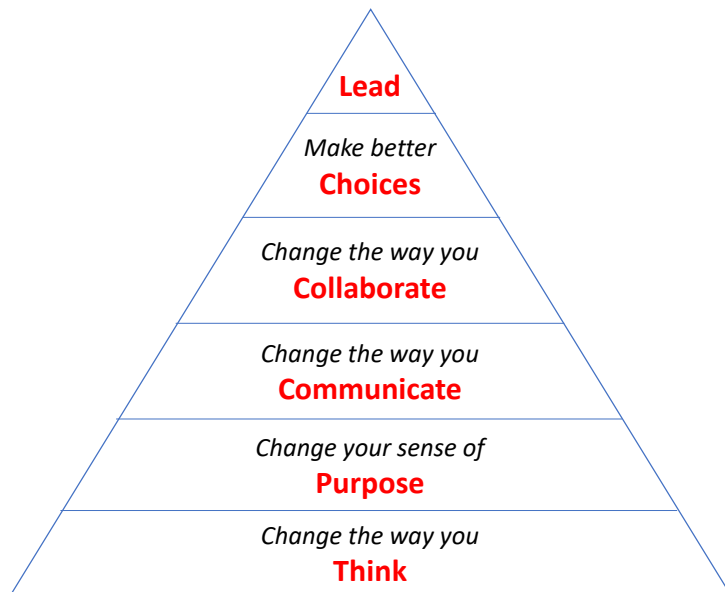 Lead
Make better
Choices
Change the way you
Collaborate
Change the way you
Communicate
Change your sense of
Purpose
Change the way you
Think